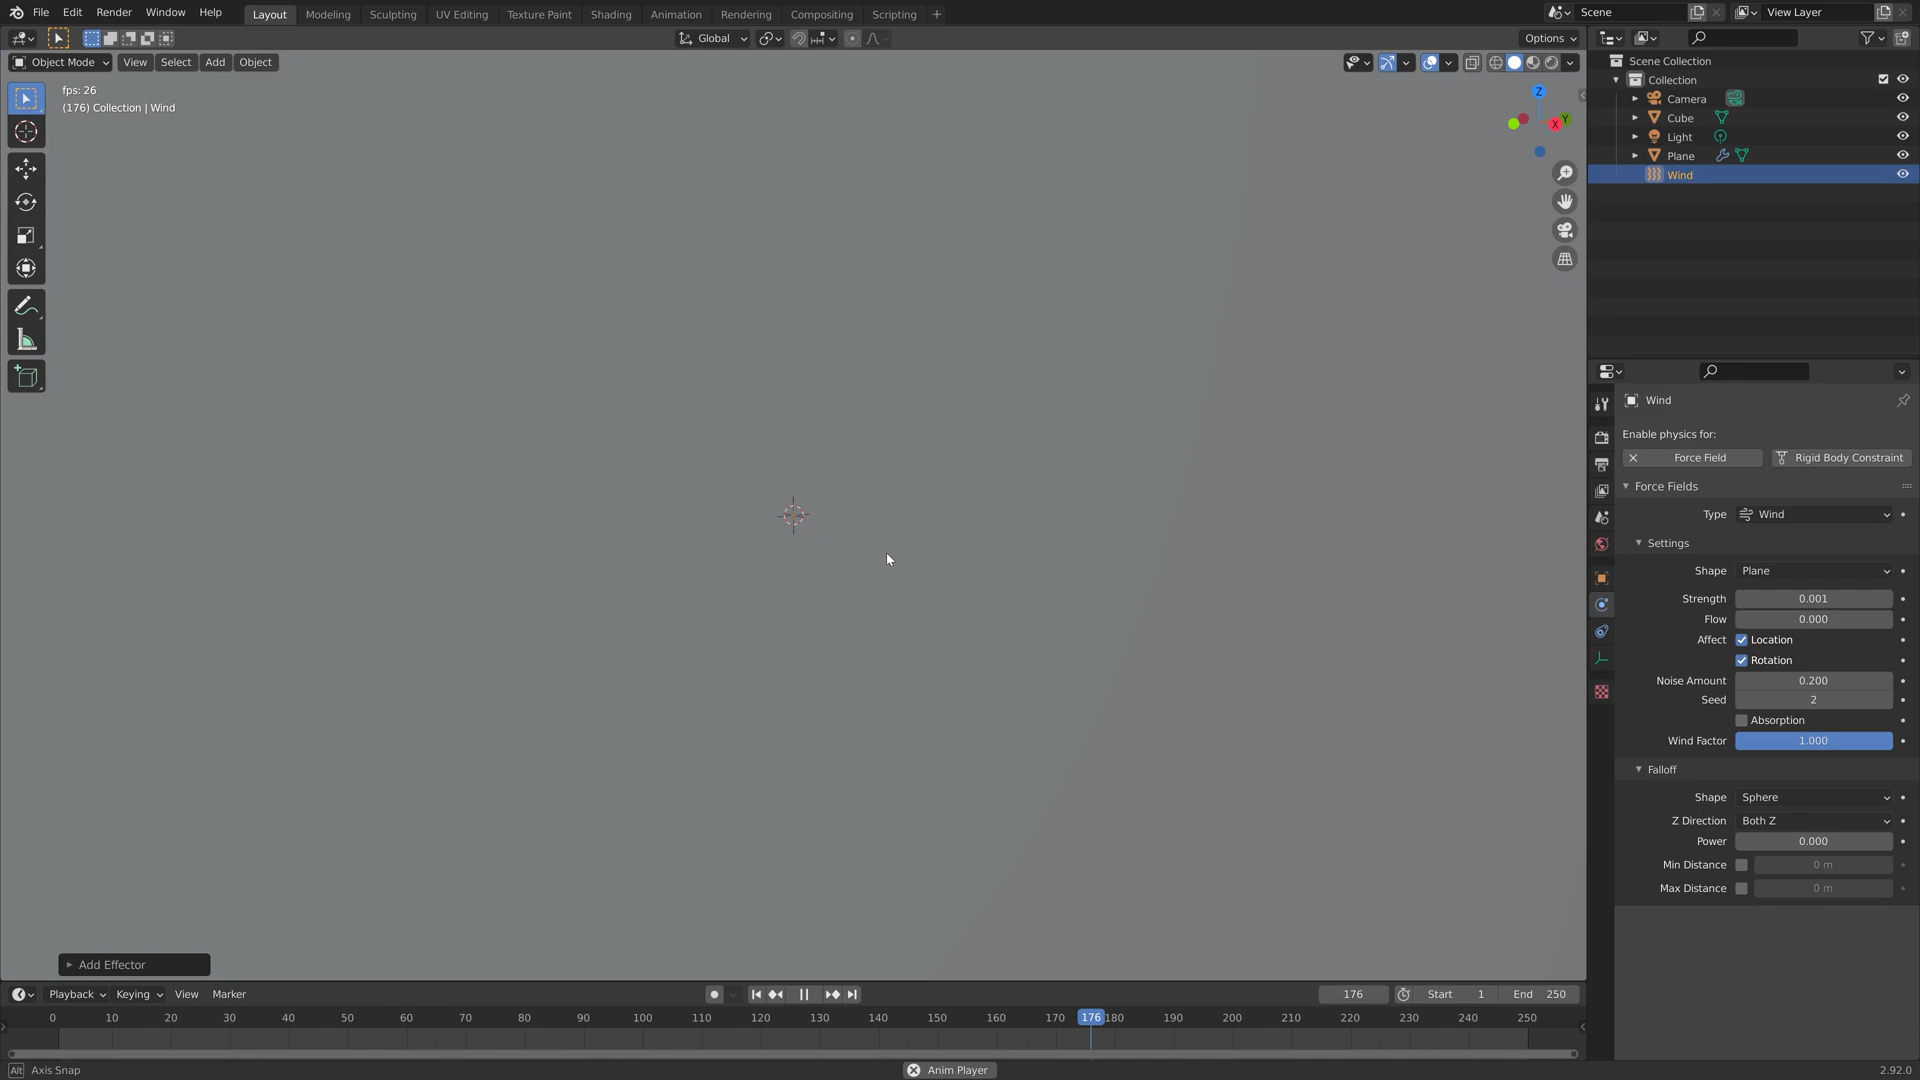 File Edit Render Window Help Layout Modeling Sculpting UV Editing Texture Paint Shading Animation Rendering Compositing Scripting + Scene View Layer
Global Options
Object Mode View Select Add Object
fps: 26
(176) Collection | Wind
Z
X Y
Scene Collection
Collection
Camera
Cube
Light
Plane
Wind
Wind
Enable physics for:
Force Field Rigid Body Constraint
Force Fields
Type Wind
Settings
Shape Plane
Strength 0.001
Flow 0.000
Affect Location
Rotation
Noise Amount 0.200
Seed 2
Absorption
Wind Factor 1.000
Falloff
Shape Sphere
Z Direction Both Z
Power 0.000
Min Distance 0 m
Max Distance 0 m
Add Effector
Playback Keying View Marker 176 Start 1 End 250
0 10 20 30 40 50 60 70 80 90 100 110 120 130 140 150 160 170 176 180 190 200 210 220 230 240 250
Alt Axis Snap Anim Player 2.92.0